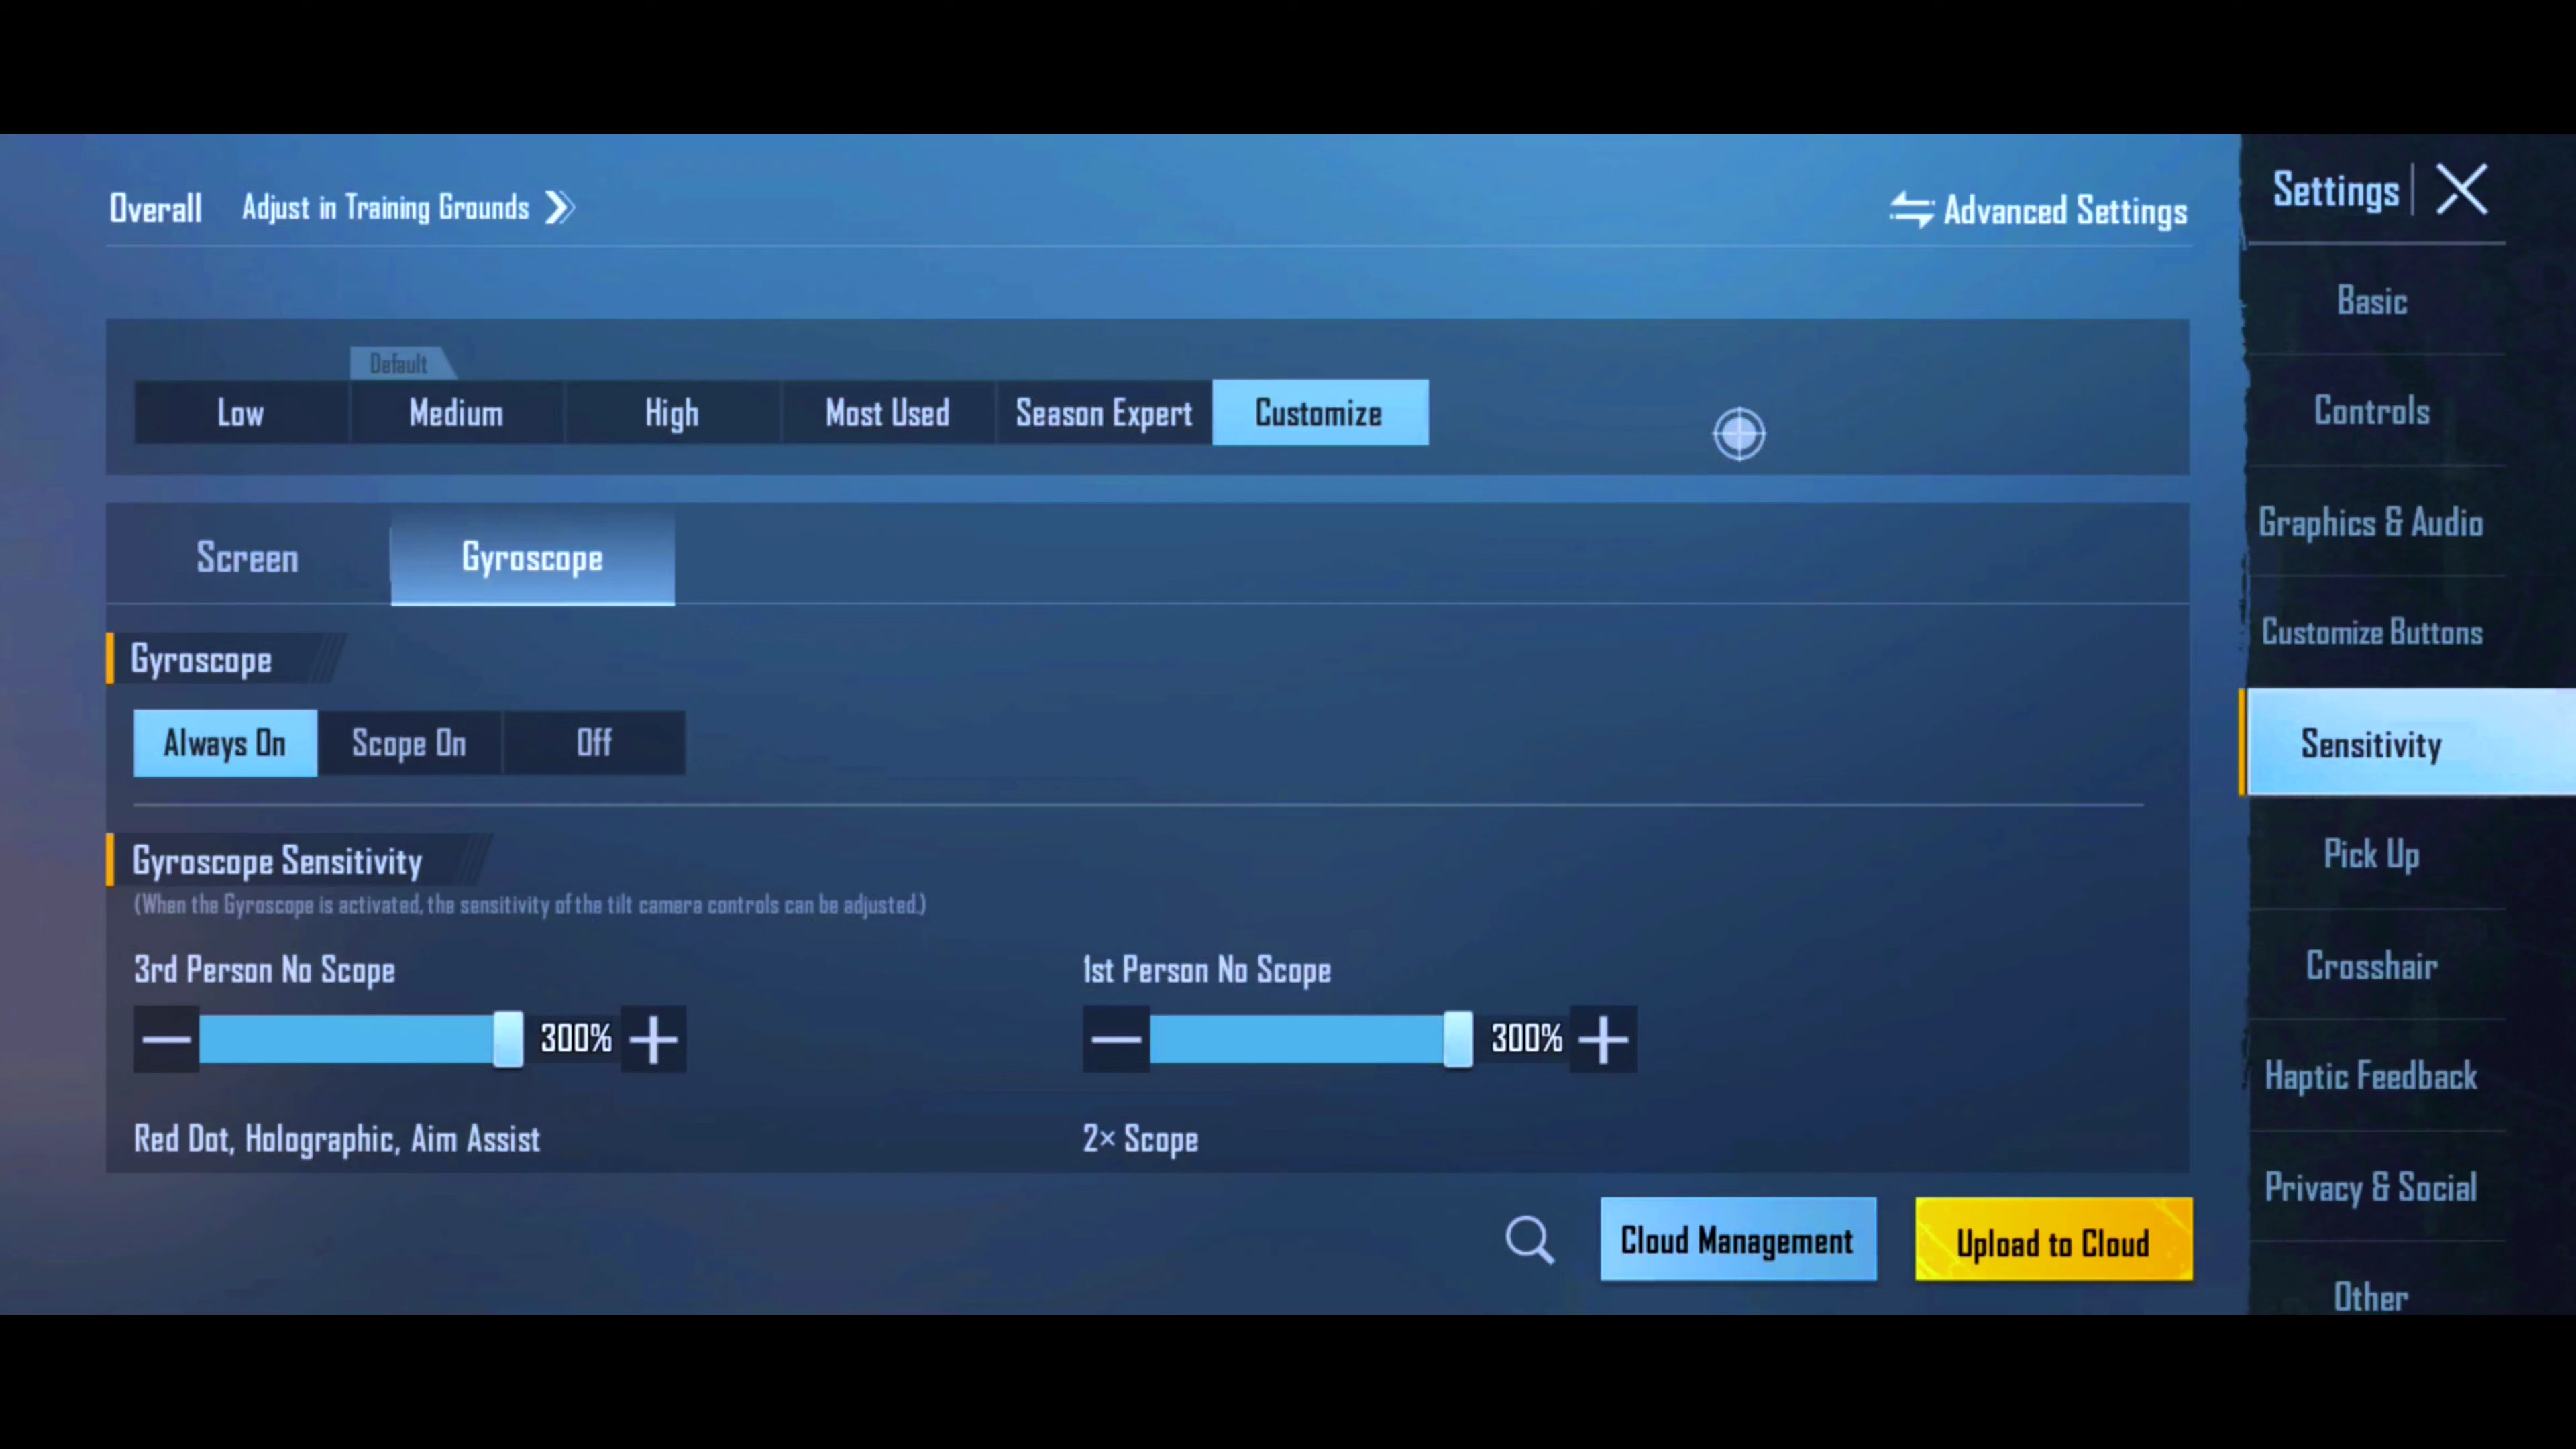 Overall Adjust in Training Grounds
Advanced Settings
Settings
Default
Low Medium High Most Used Season Expert Customize
Screen Gyroscope
Gyroscope
Always On Scope On Off
Gyroscope Sensitivity
(When the Gyroscope is activated, the sensitivity of the tilt camera controls can be adjusted.)
3rd Person No Scope
300%
1st Person No Scope
300%
Red Dot, Holographic, Aim Assist
2× Scope
Cloud Management
Upload to Cloud
Basic
Controls
Graphics & Audio
Customize Buttons
Sensitivity
Pick Up
Crosshair
Haptic Feedback
Privacy & Social
Other